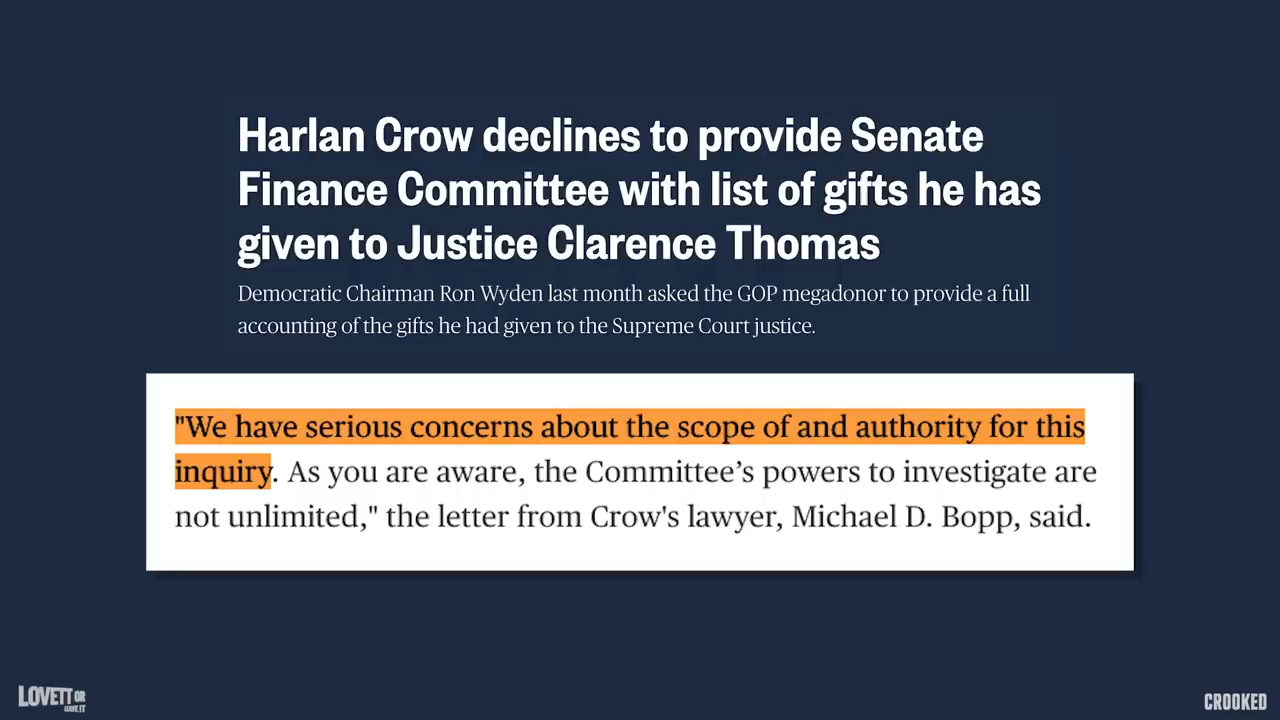 Harlan Crow declines to provide Senate
Finance Committee with list of gifts he has
given to Justice Clarence Thomas
Democratic Chairman Ron Wyden last month asked the GOP megadonor to provide a full
accounting of the gifts he had given to the Supreme Court justice.
"We have serious concerns about the scope of and authority for this
inquiry. As you are aware, the Committee’s powers to investigate are
not unlimited," the letter from Crow's lawyer, Michael D. Bopp, said.
LOVETT OR
LEAVE IT
CROOKED